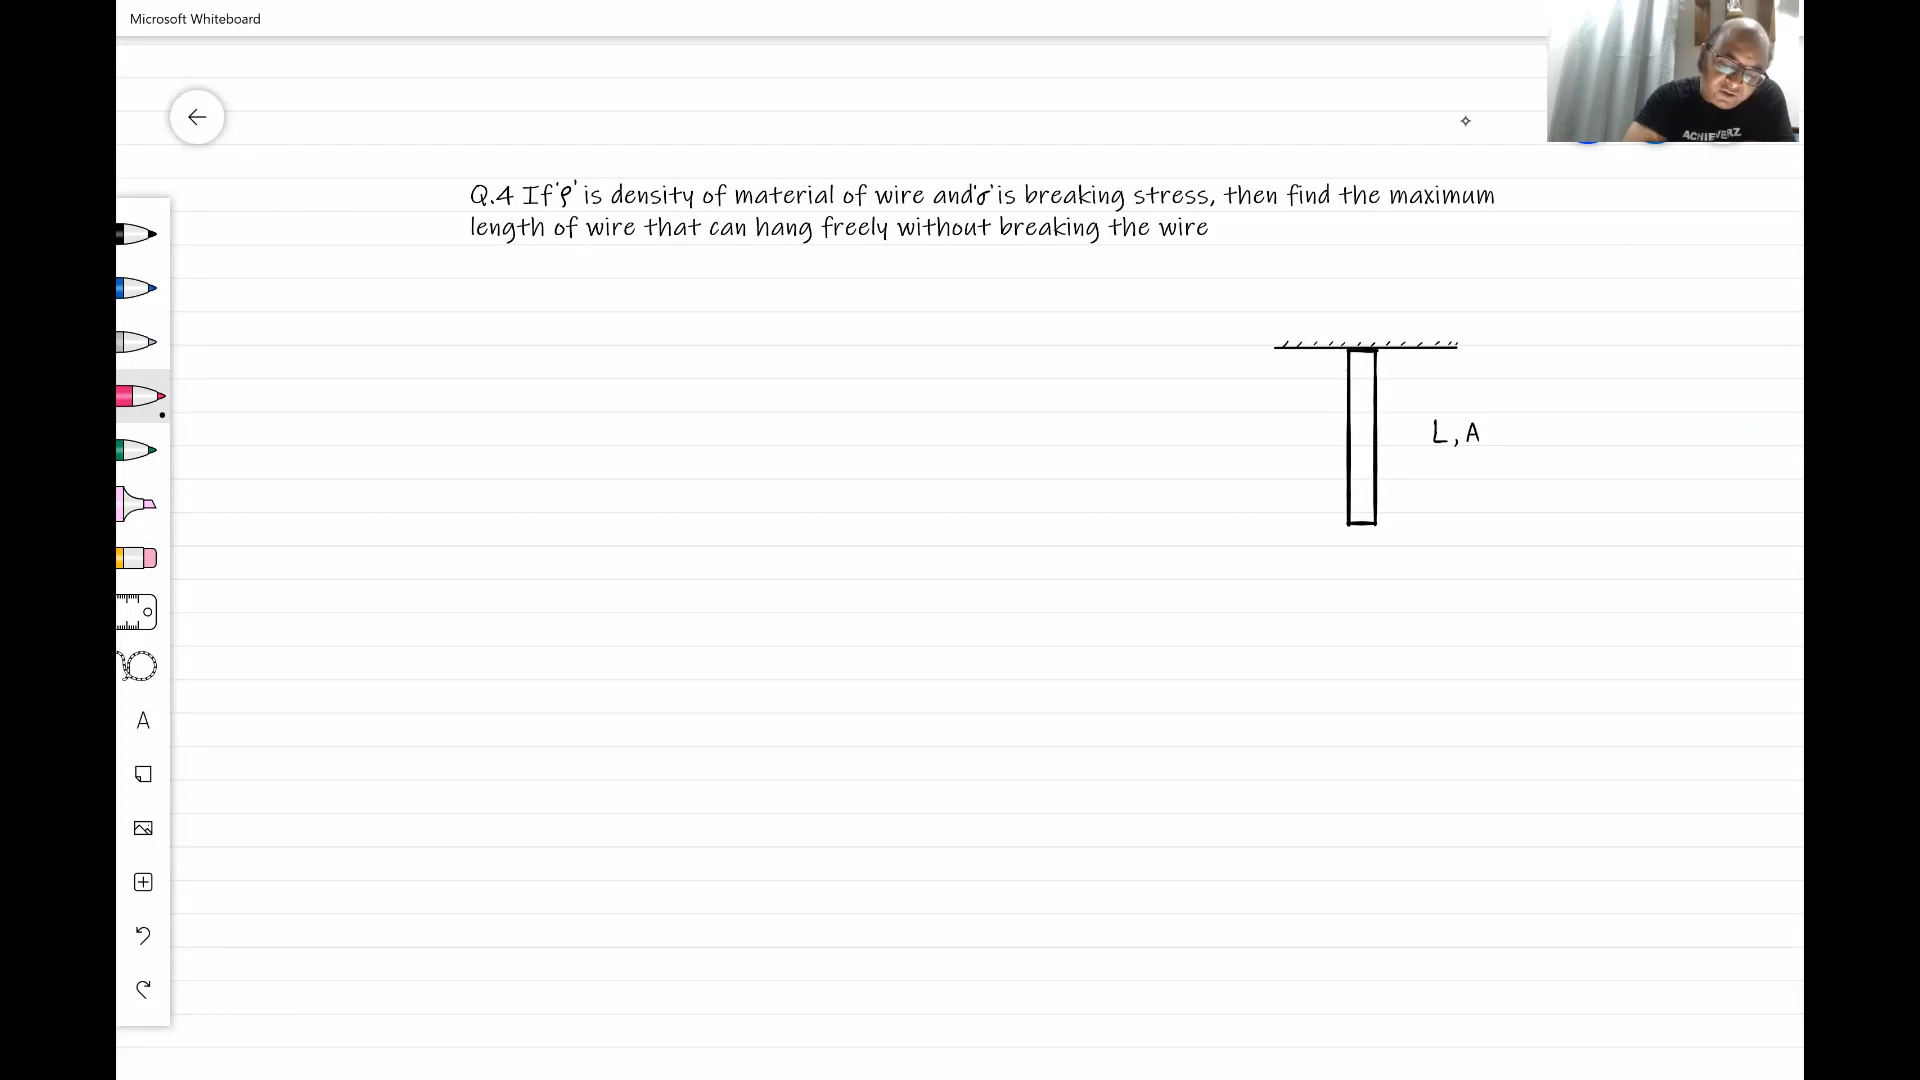 Microsoft Whiteboard
ACHIEVERZ
Q.4 If 'ρ' is density of material of wire and 'σ' is breaking stress, then find the maximum
length of wire that can hang freely without breaking the wire
L, A
A